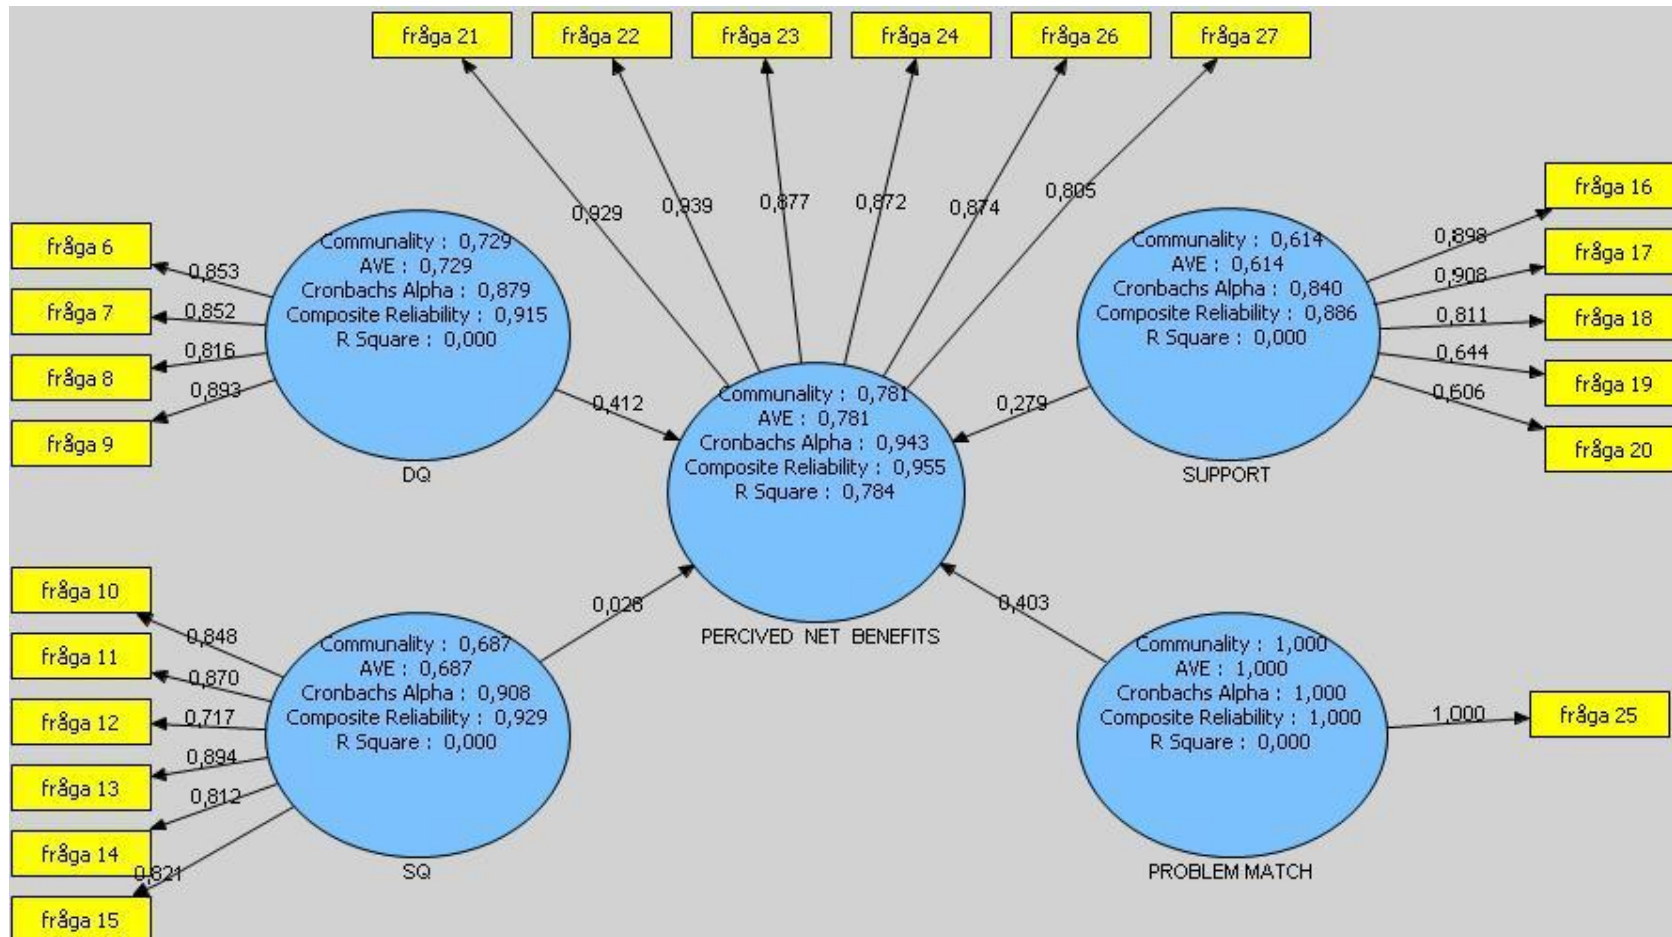 fråga 21
fråga 22
fråga 23
fråga 24
fråga 26
fråga 27
0,929
0,939
0,877
0,872
0,874
0,805
fråga 6
fråga 7
fråga 8
fråga 9
0,853
0,852
0,816
0,893
Communality : 0,729
AVE : 0,729
Cronbachs Alpha : 0,879
Composite Reliability : 0,915
R Square : 0,000
DQ
0,412
Communality : 0,781
AVE : 0,781
Cronbachs Alpha : 0,943
Composite Reliability : 0,955
R Square : 0,784
PERCIVED NET BENEFITS
0,279
Communality : 0,614
AVE : 0,614
Cronbachs Alpha : 0,840
Composite Reliability : 0,886
R Square : 0,000
SUPPORT
0,898
0,908
0,811
0,644
0,606
fråga 16
fråga 17
fråga 18
fråga 19
fråga 20
fråga 10
fråga 11
fråga 12
fråga 13
fråga 14
fråga 15
0,848
0,870
0,717
0,894
0,812
0,821
Communality : 0,687
AVE : 0,687
Cronbachs Alpha : 0,908
Composite Reliability : 0,929
R Square : 0,000
SQ
0,028
0,403
Communality : 1,000
AVE : 1,000
Cronbachs Alpha : 1,000
Composite Reliability : 1,000
R Square : 0,000
PROBLEM MATCH
1,000
fråga 25